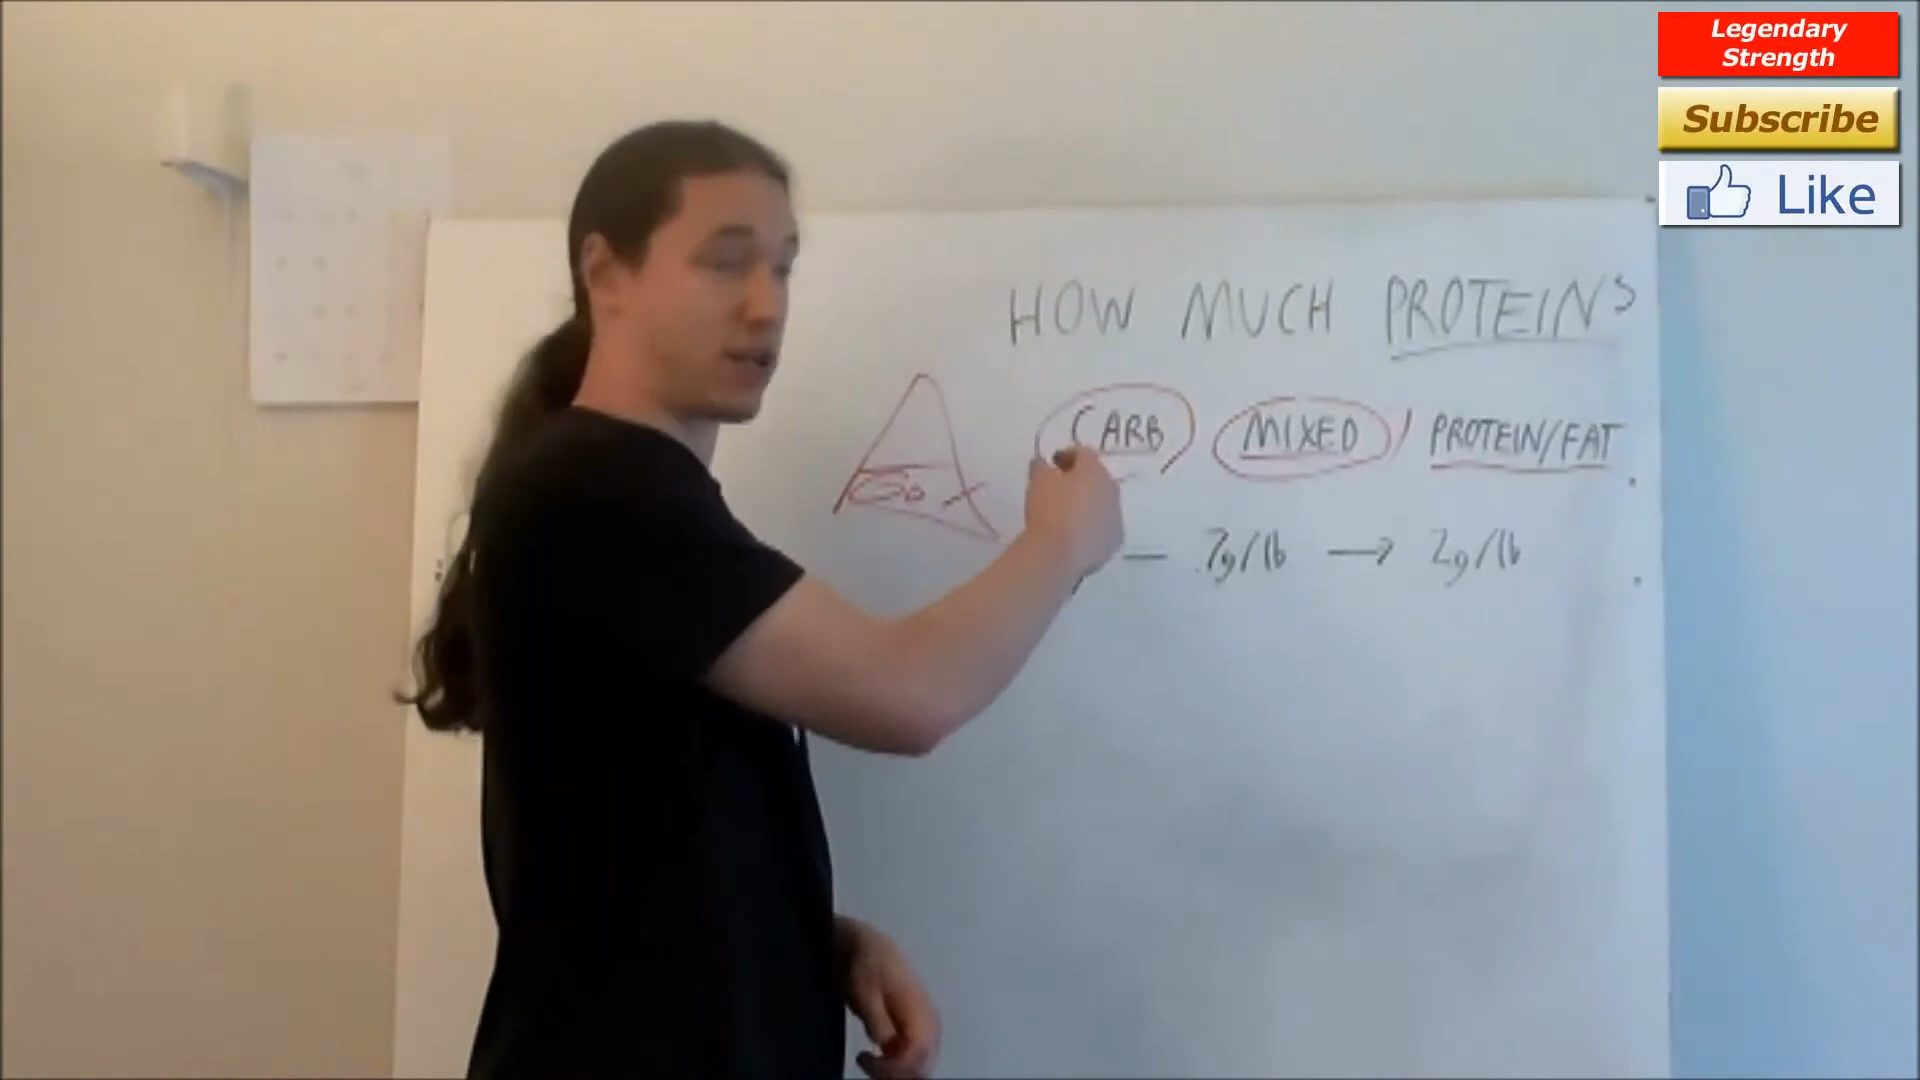 Legendary
Strength
Subscribe
Like
HOW MUCH PROTEIN?
CARB MIXED / PROTEIN/FAT
— .7g/lb → 2g/lb